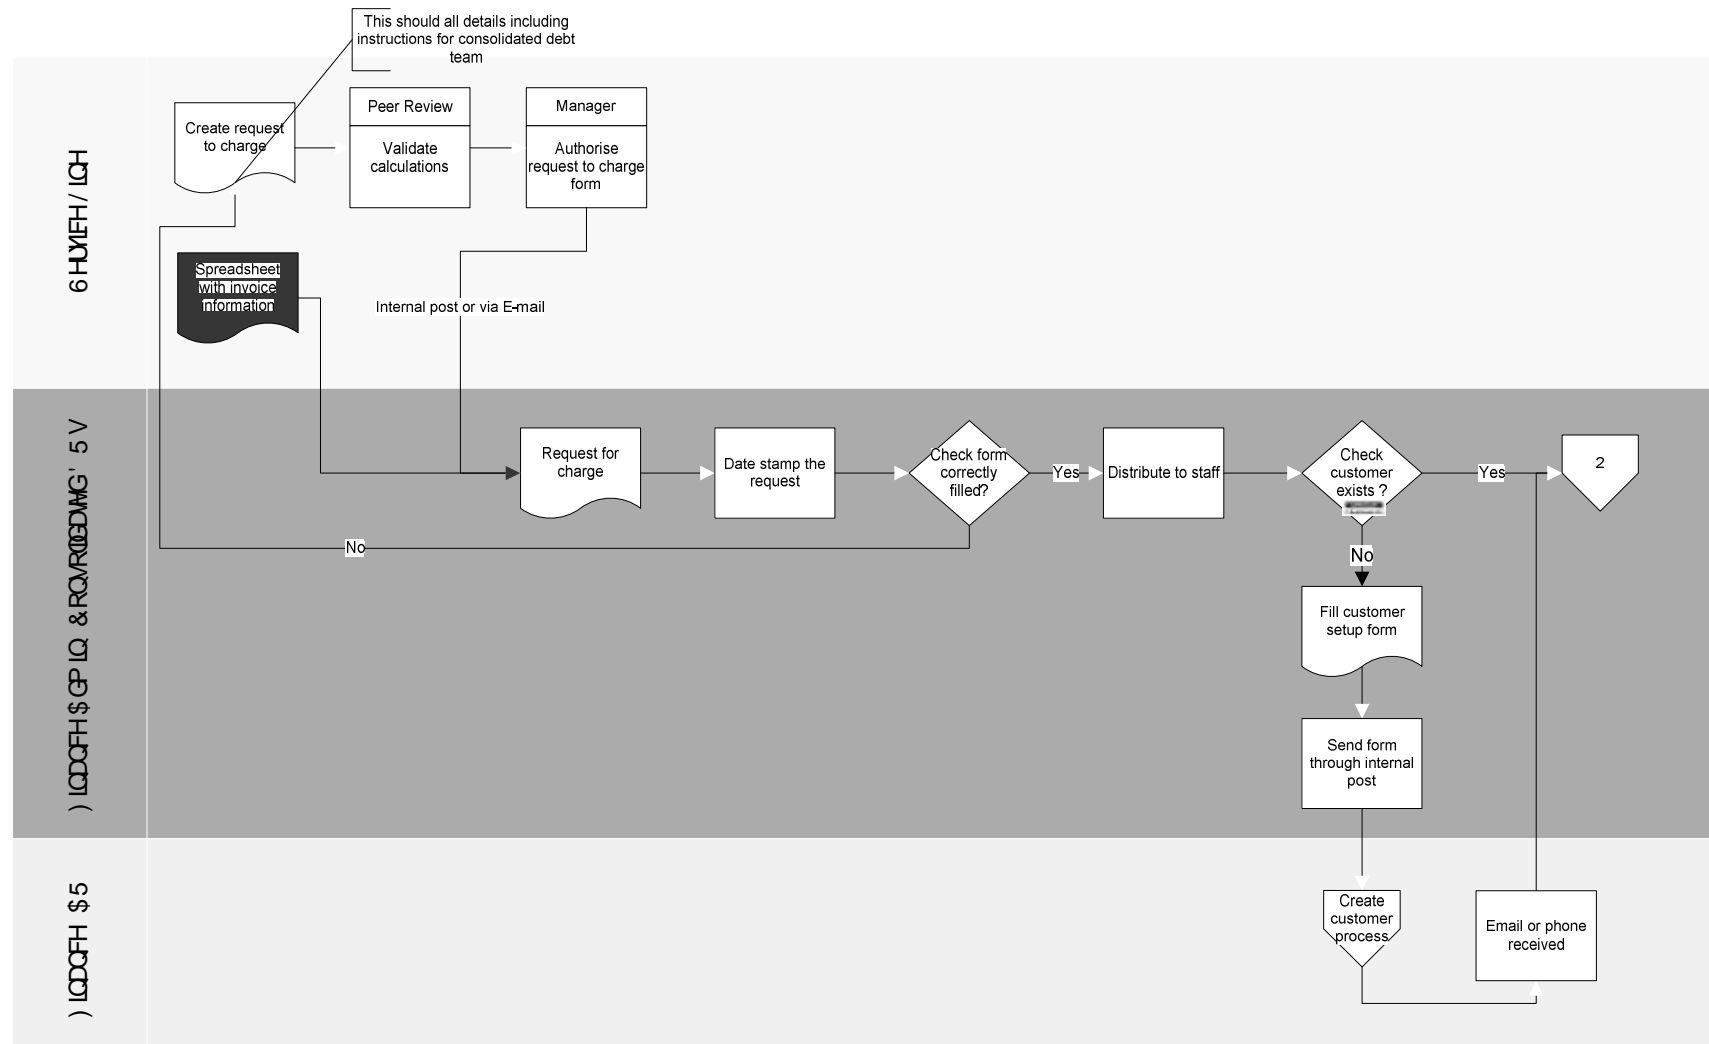 This should all details including
instructions for consolidated debt
team
Create request
to charge
Peer Review
Validate
calculations
Manager
Authorise
request to charge
form
Spreadsheet
with invoice
information
Internal post or via E-mail
Request for
charge
Date stamp the
request
Check form
correctly
filled?
Yes
Distribute to staff
Check
customer
exists ?
Yes
2
No
No
Fill customer
setup form
Send form
through internal
post
Create
customer
process
Email or phone
received